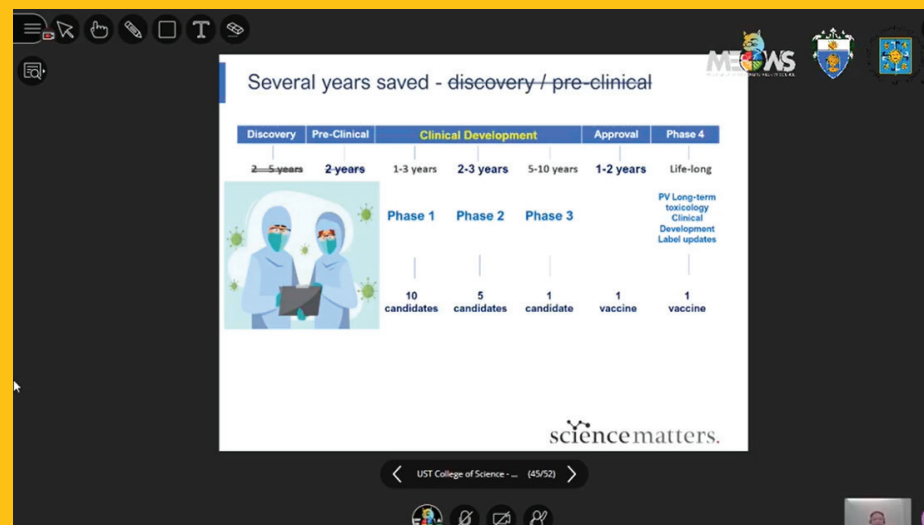 MEOWS
Several years saved - discovery / pre-clinical
Discovery Pre-Clinical Clinical Development Approval Phase 4
2 - 5 years 2 years 1-3 years 2-3 years 5-10 years 1-2 years Life-long
Phase 1 Phase 2 Phase 3
PV Long-term
toxicology
Clinical
Development
Label updates
10 5 1 1 1
candidates candidates candidate vaccine vaccine
sciencematters.
UST College of Science - ... (45/52)